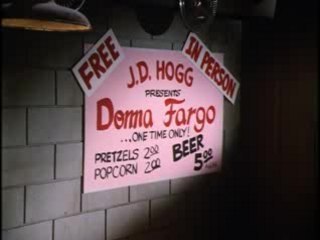 FREE
IN PERSON
J.D. HOGG
PRESENTS
Donna Fargo
...ONE TIME ONLY!
PRETZELS 2.00
POPCORN 2.00
BEER
5.00